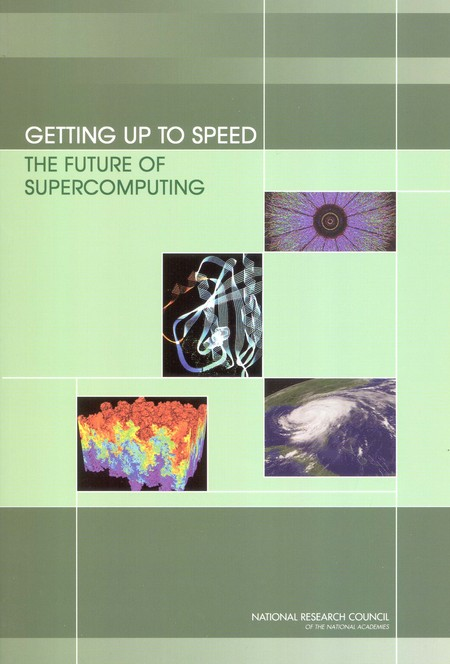 GETTING UP TO SPEED
THE FUTURE OF
SUPERCOMPUTING
NATIONAL RESEARCH COUNCIL
OF THE NATIONAL ACADEMIES